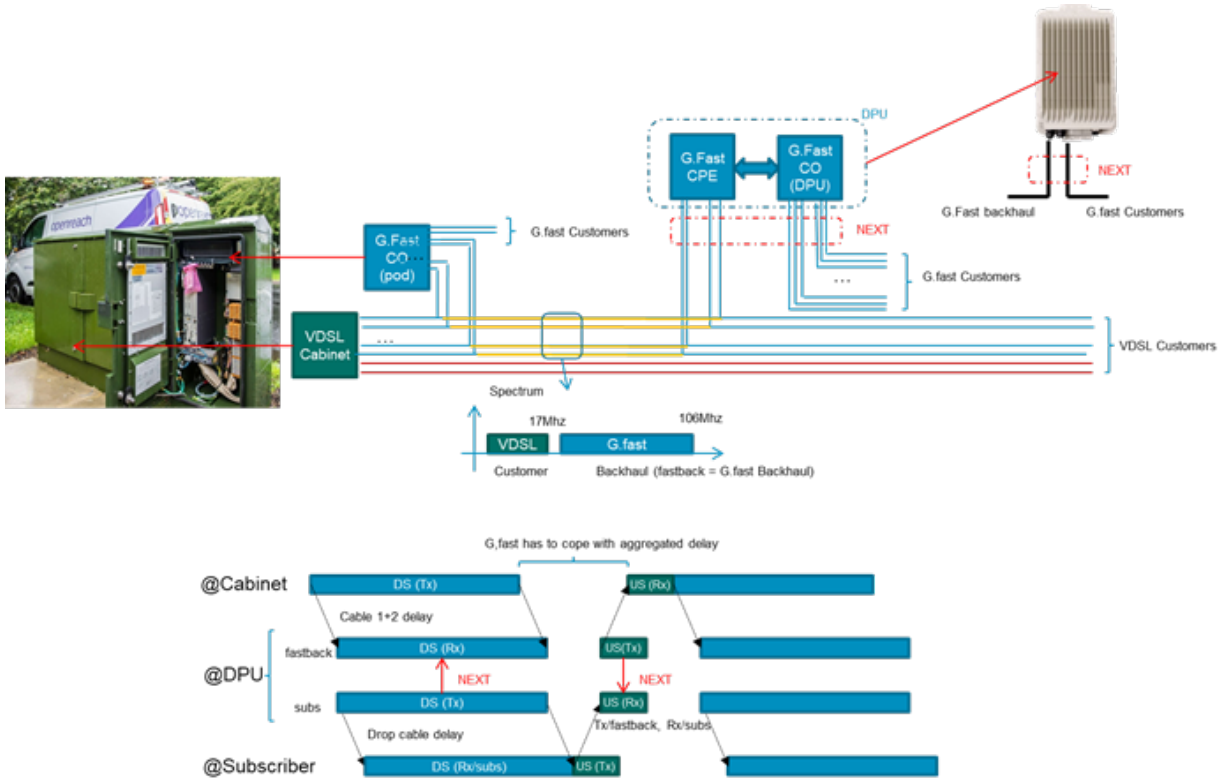 DPU
G.Fast
CPE
G.Fast
CO
(DPU)
NEXT
G.Fast backhaul
G.fast Customers
openreach
openreach
G.fast Customers
NEXT
G.Fast
CO
(pod)
...
G.fast Customers
...
VDSL
Cabinet
...
VDSL Customers
Spectrum
17Mhz
106Mhz
VDSL
G.fast
Customer
Backhaul (fastback = G.fast Backhaul)
G,fast has to cope with aggregated delay
@Cabinet
DS (Tx)
US (Rx)
Cable 1+2 delay
fastback
DS (Rx)
US(Tx)
@DPU
NEXT
NEXT
subs
DS (Tx)
US (Rx)
Tx/fastback, Rx/subs
Drop cable delay
@Subscriber
DS (Rx/subs)
US (Tx)